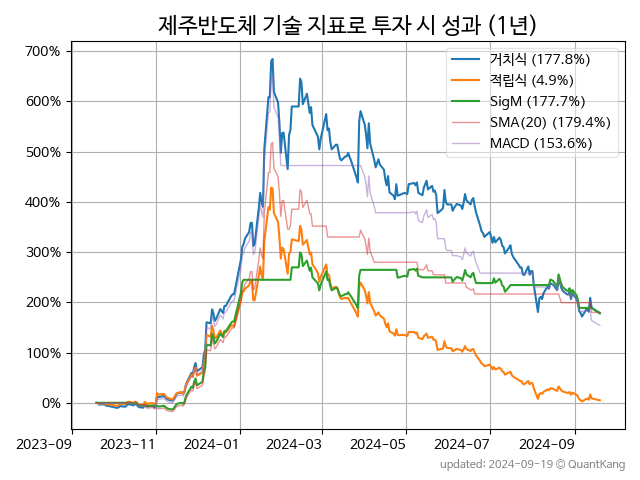 제주반도체 기술 지표로 투자 시 성과 (1년)
700%
600%
500%
400%
300%
200%
100%
0%
거치식 (177.8%)
적립식 (4.9%)
SigM (177.7%)
SMA(20) (179.4%)
MACD (153.6%)
2023-09
2023-11
2024-01
2024-03
2024-05
2024-07
2024-09
updated: 2024-09-19 @ QuantKang